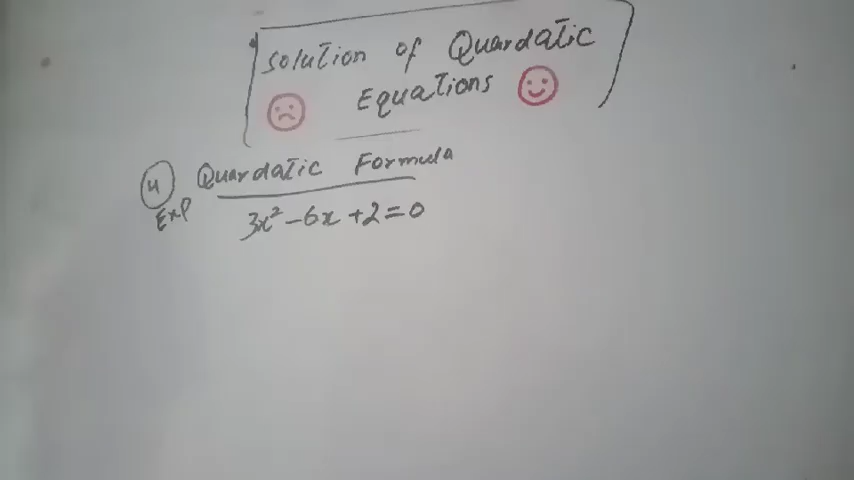 Solution of Quardatic
Equations
4 Quardatic Formula
Exp
3x² - 6x + 2 = 0